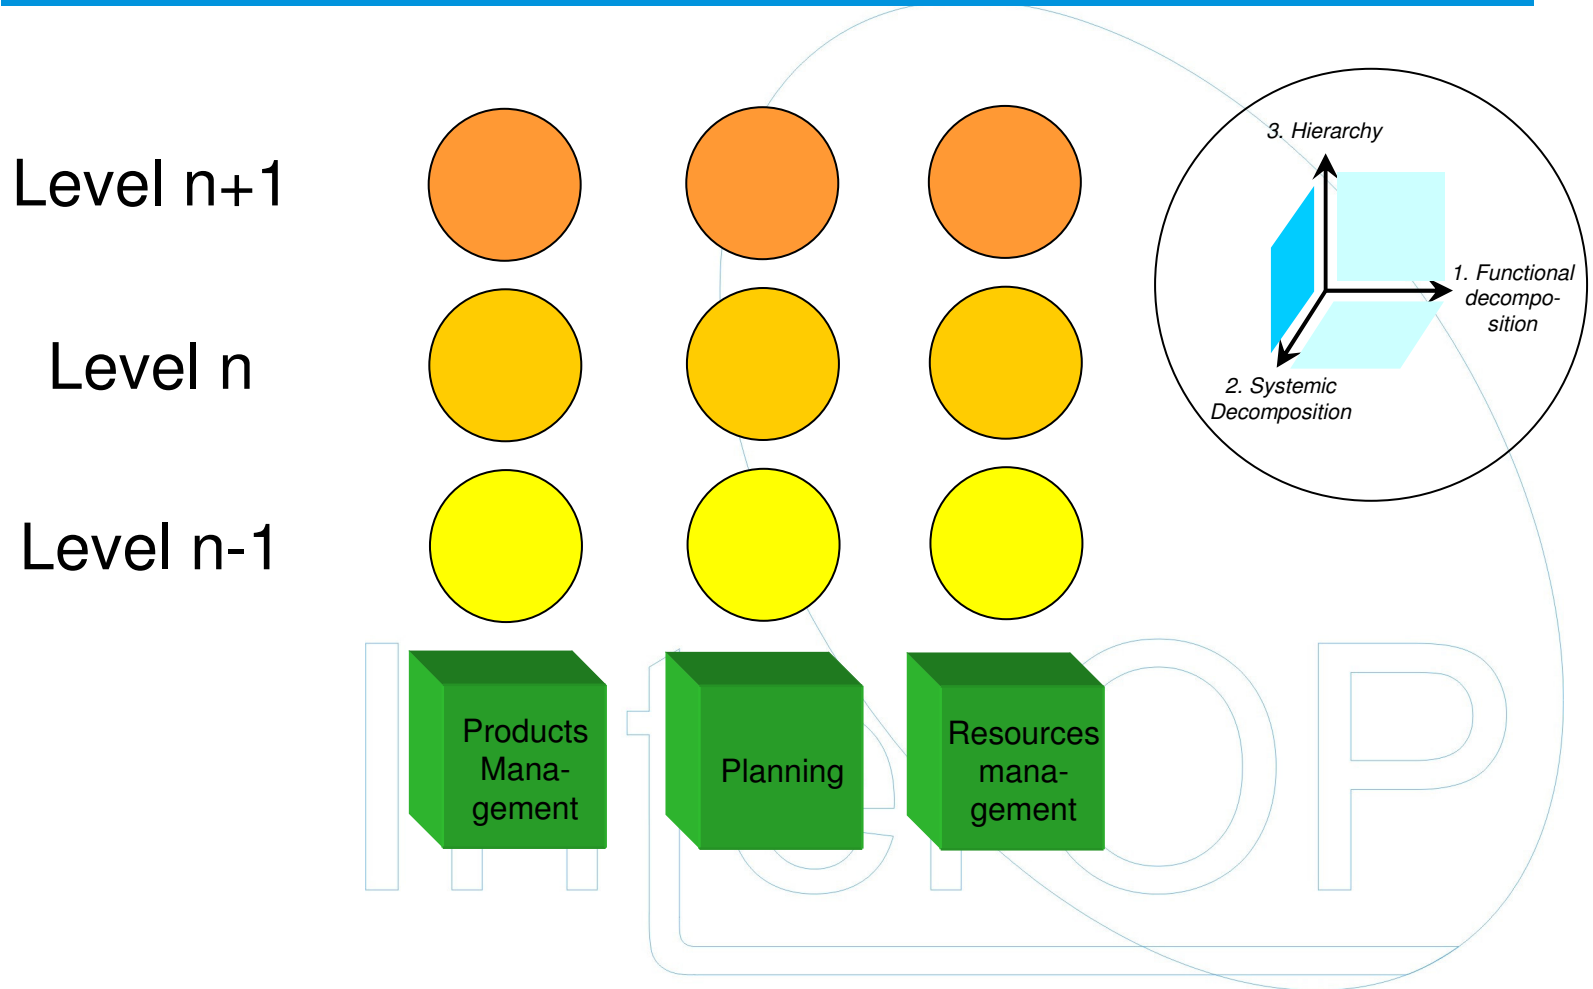 3. Hierarchy
Level n+1
1. Functional
decompo-
sition
Level n
2. Systemic
Decomposition
Level n-1
Products
Mana-
gement
Planning
Resources
mana-
gement
InterOP